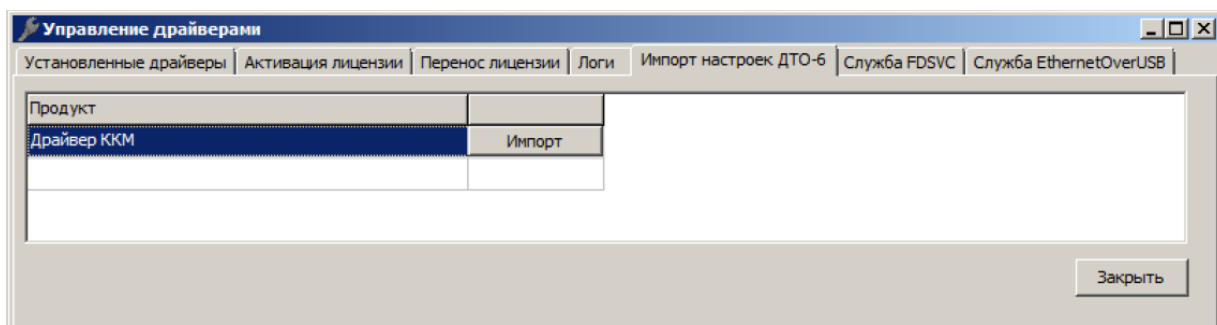 Управление драйверами
Установленные драйверы Активация лицензии Перенос лицензии Логи Импорт настроек ДТО-6 Служба FDSVC Служба EthernetOverUSB
Продукт
Драйвер ККМ Импорт
Закрыть